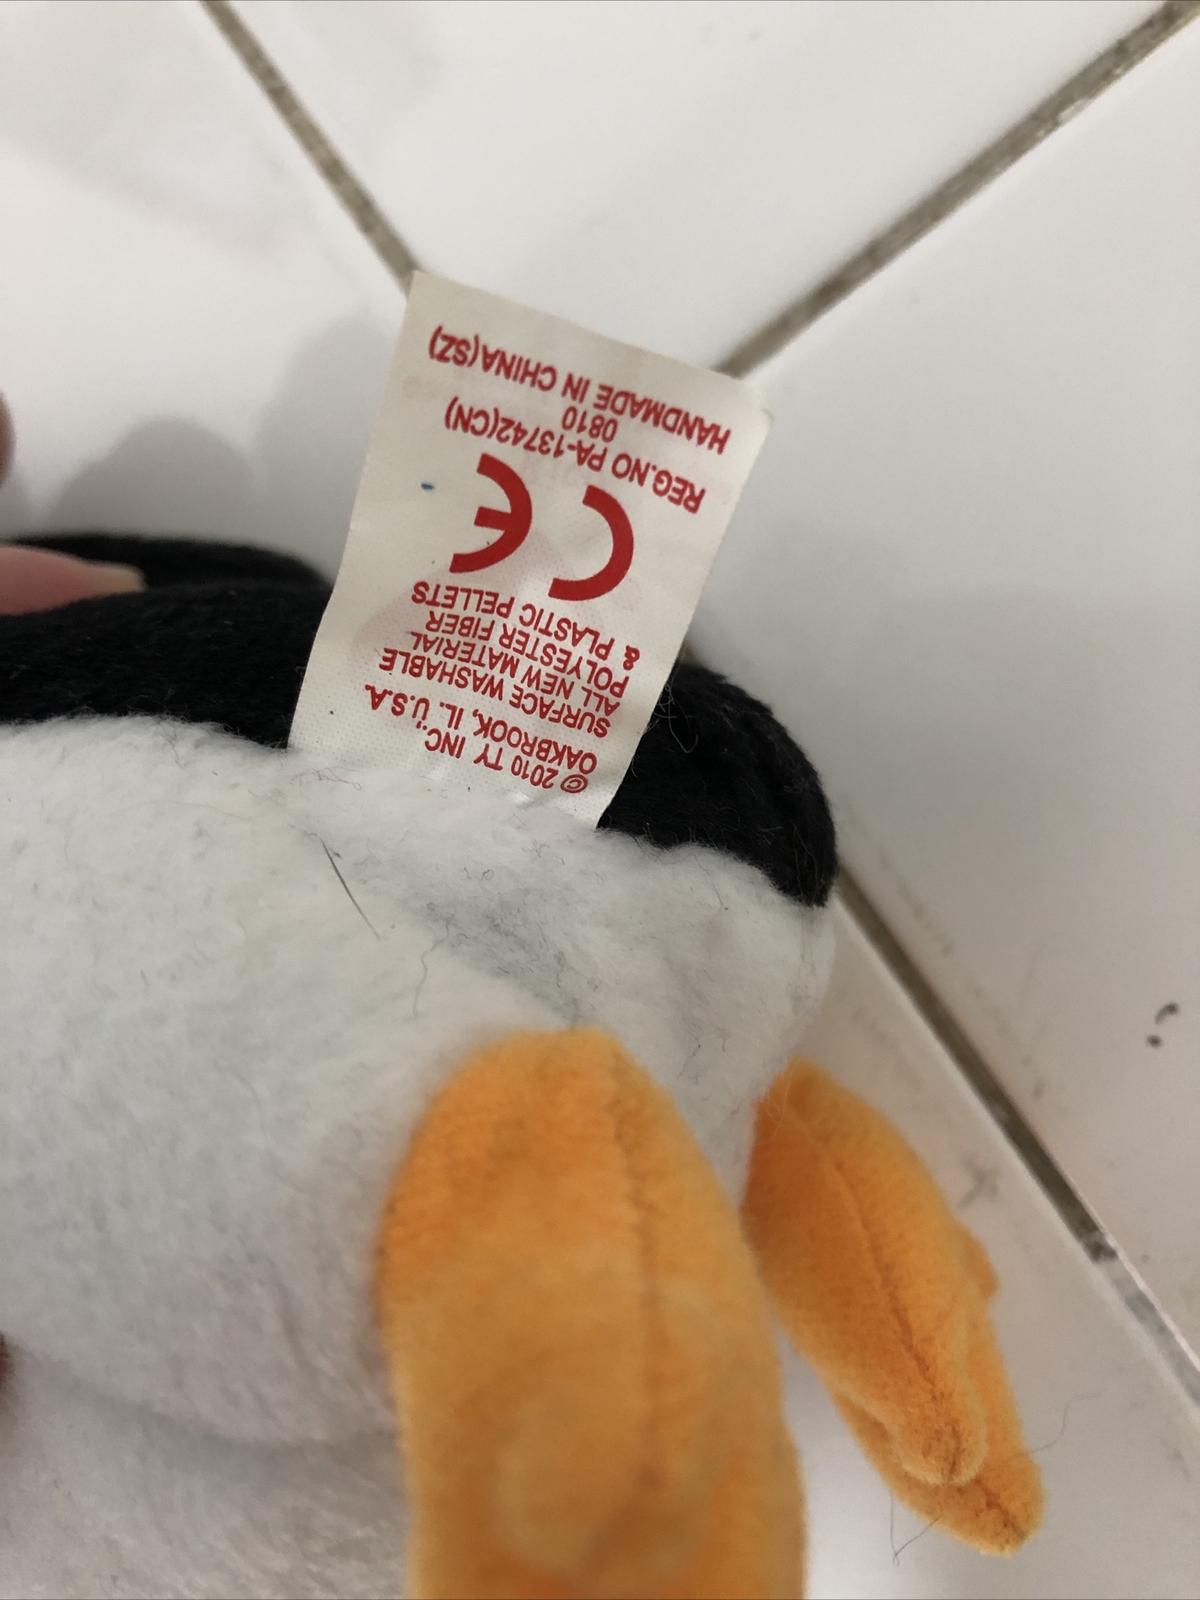 © 2010 TY INC.,
OAKBROOK, IL. U.S.A.
SURFACE WASHABLE
ALL NEW MATERIAL
POLYESTER FIBER
& PLASTIC PELLETS
CE
REG.NO PA-13742(CN)
0810
HANDMADE IN CHINA(SZ)